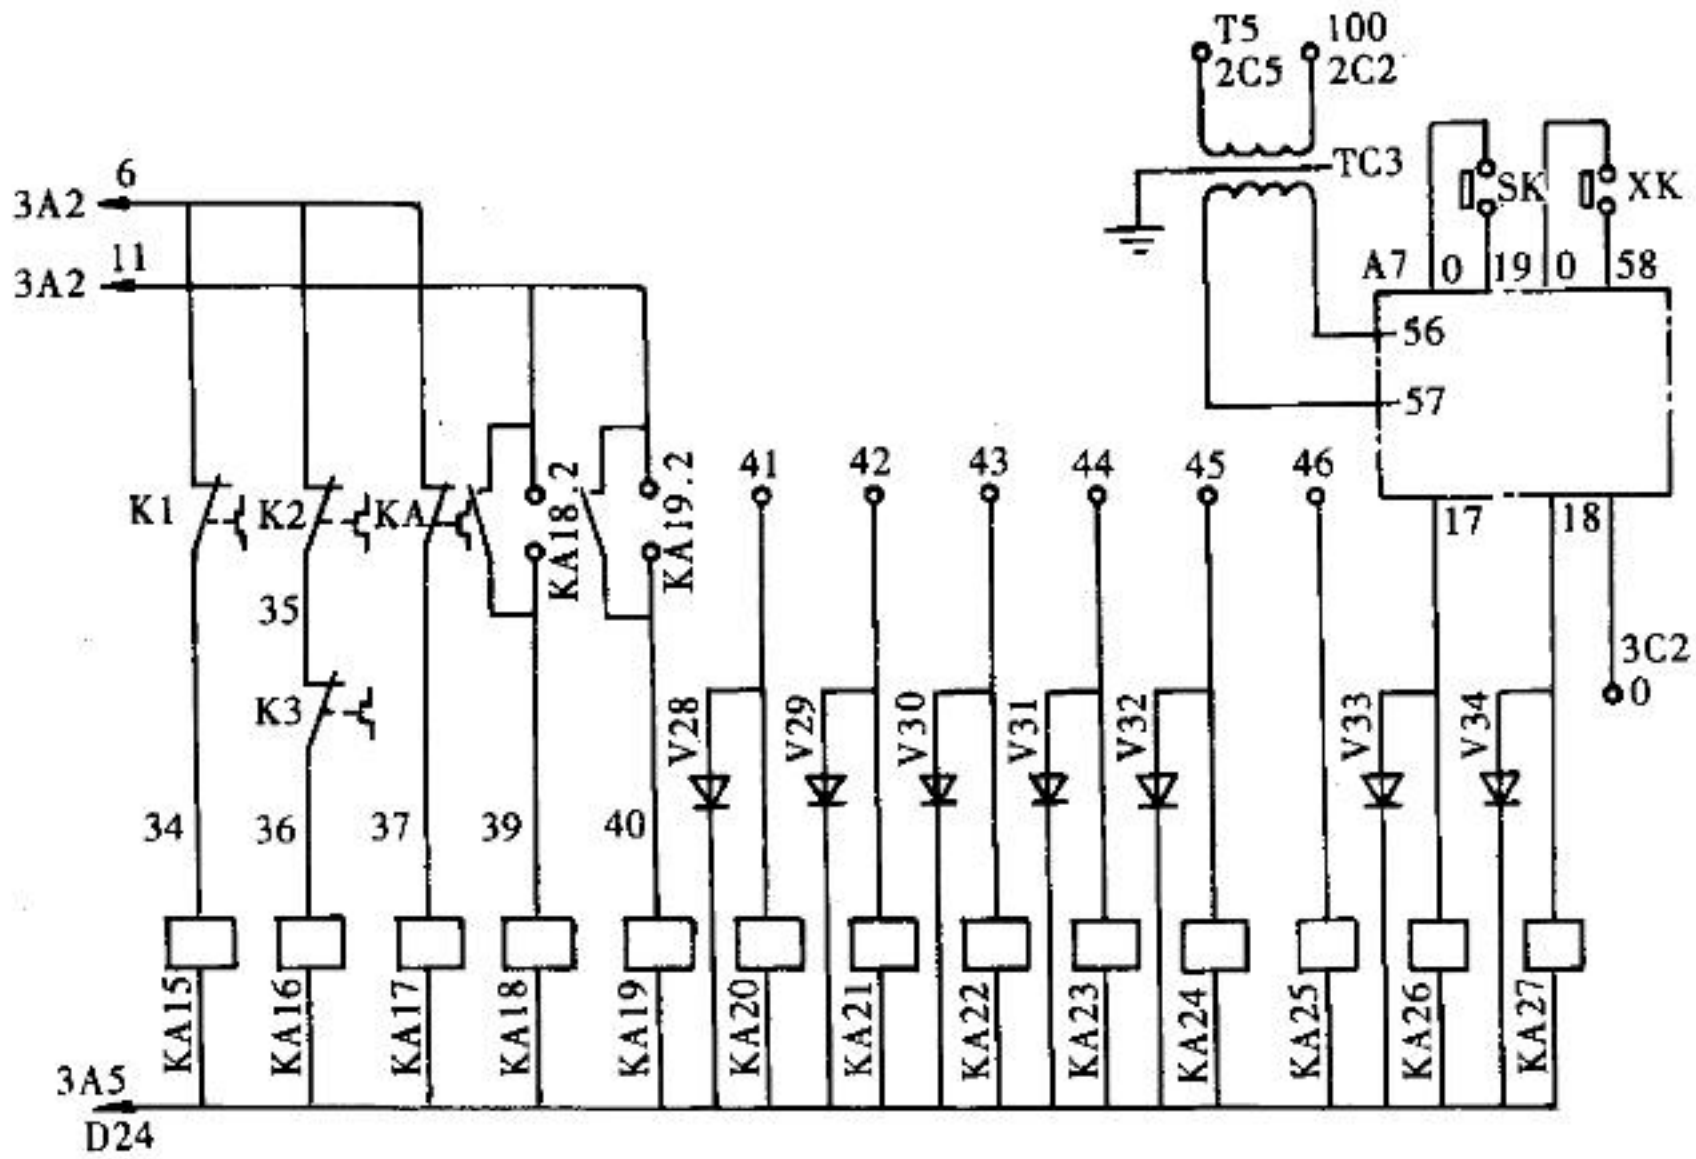 T5 100
2C5 2C2
TC3
6
3A2
11
3A2
SK XK
A7 0 19 0 58
56
57
41 42 43 44 45 46
K1 K2 KA KA18.2 KA19.2
17 18
35
3C2
0
K3
V28 V29 V30 V31 V32 V33 V34
34 36 37 39 40
KA15 KA16 KA17 KA18 KA19 KA20 KA21 KA22 KA23 KA24 KA25 KA26 KA27
3A5
D24